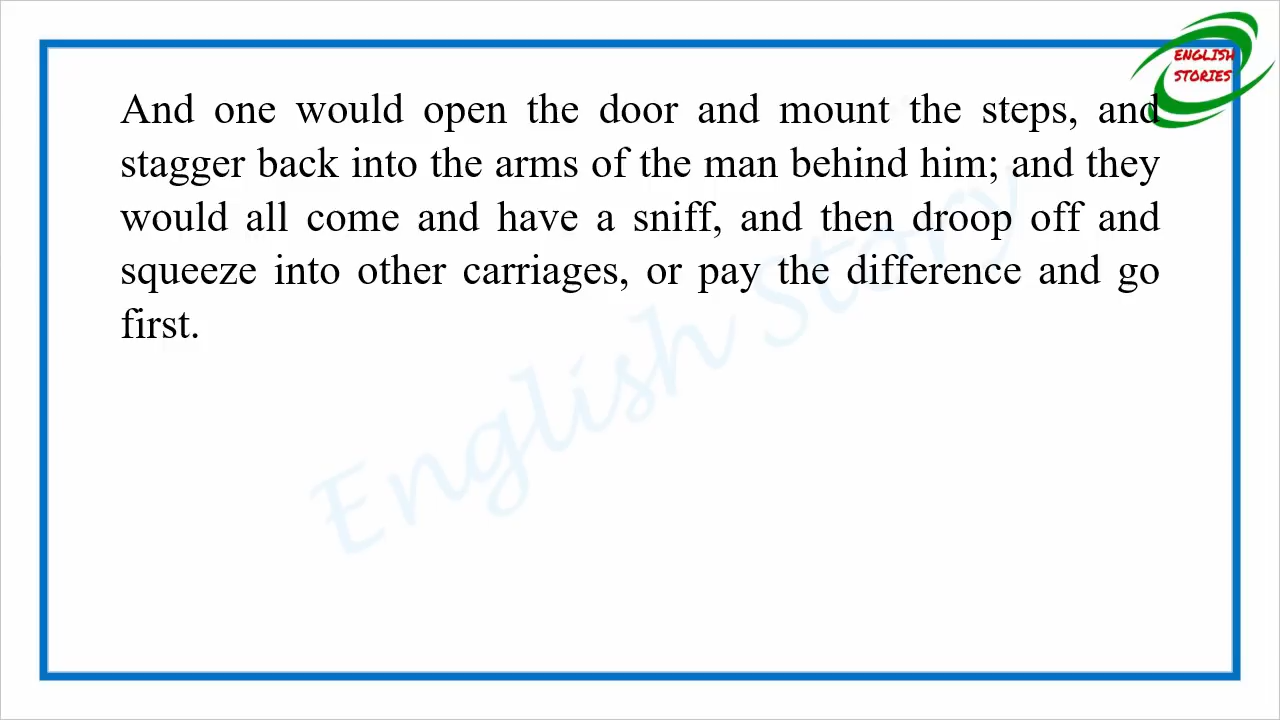 ENGLISH
STORIES
And one would open the door and mount the steps, and
stagger back into the arms of the man behind him; and they
would all come and have a sniff, and then droop off and
squeeze into other carriages, or pay the difference and go
first.
English Story